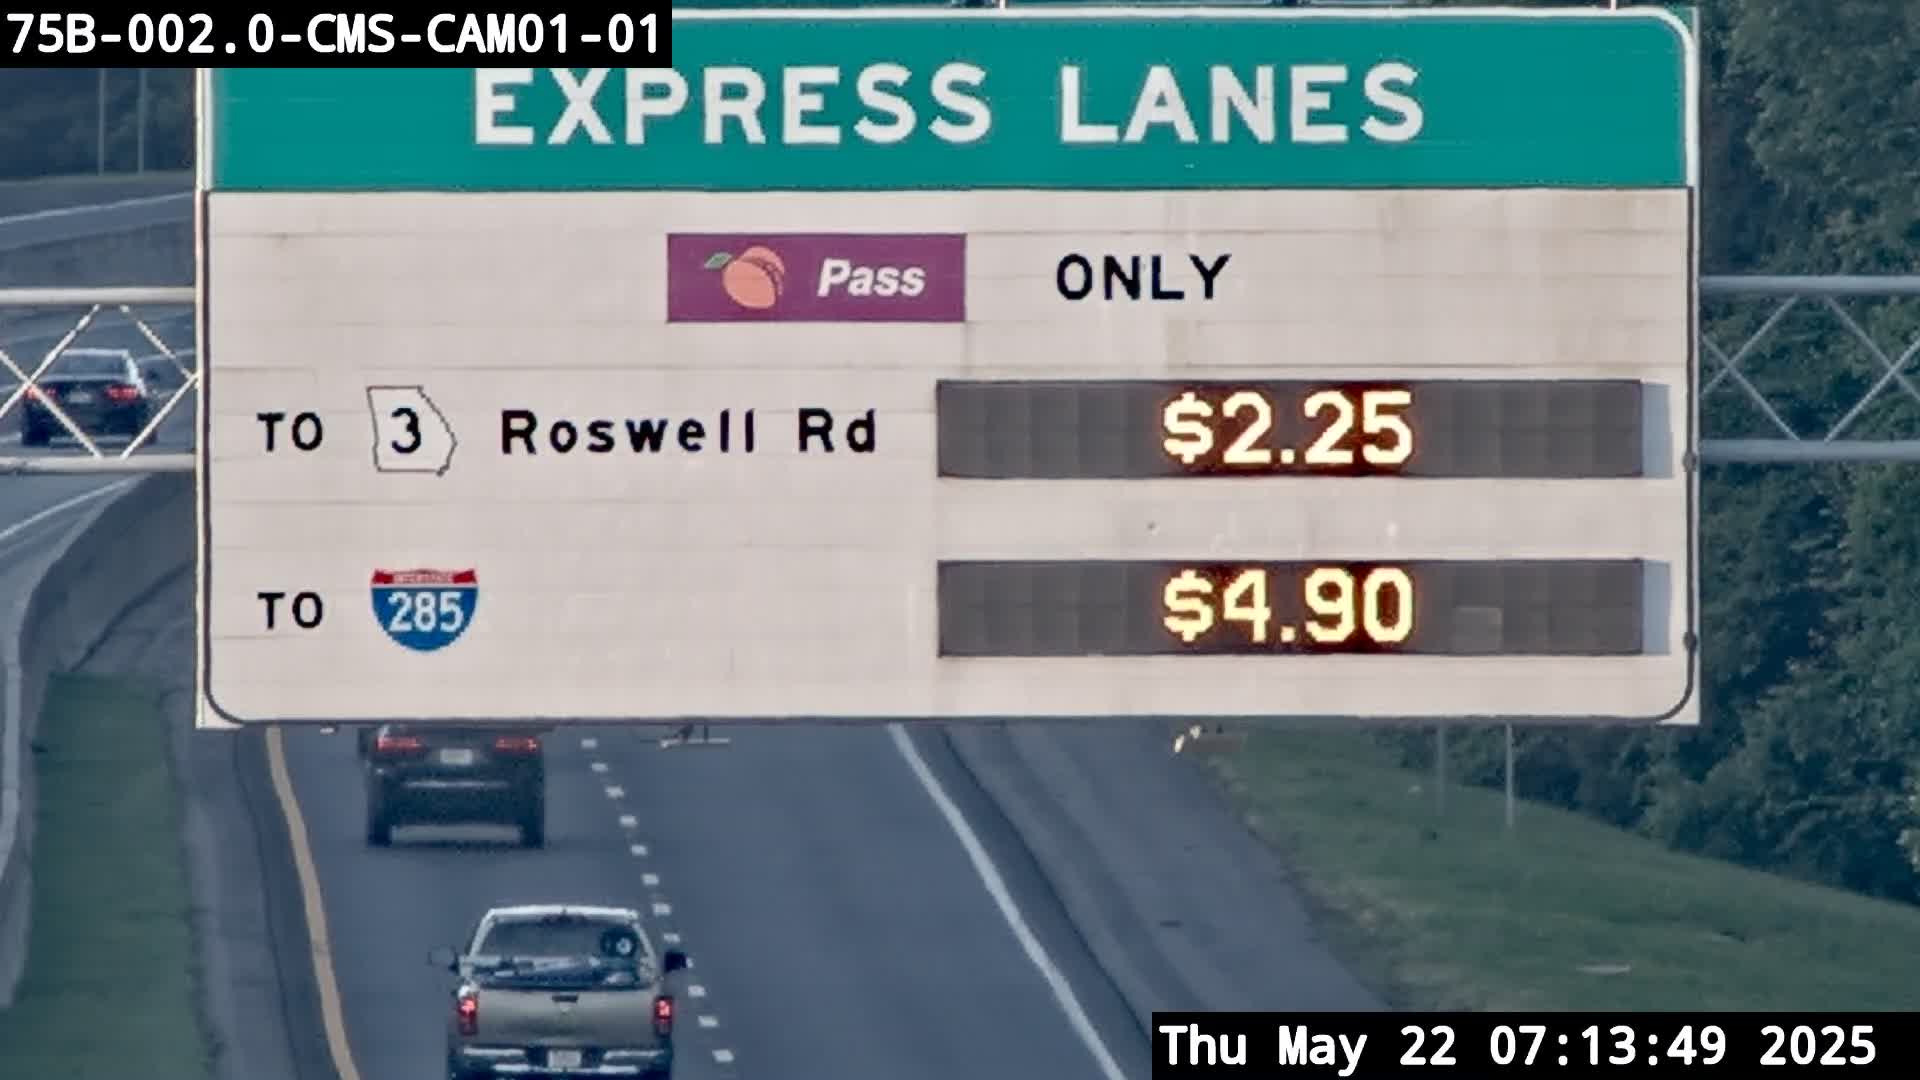 75B-002.0-CMS-CAM01-01
EXPRESS LANES
Pass ONLY
TO 3 Roswell Rd $2.25
INTERSTATE
TO 285 $4.90
Thu May 22 07:13:49 2025